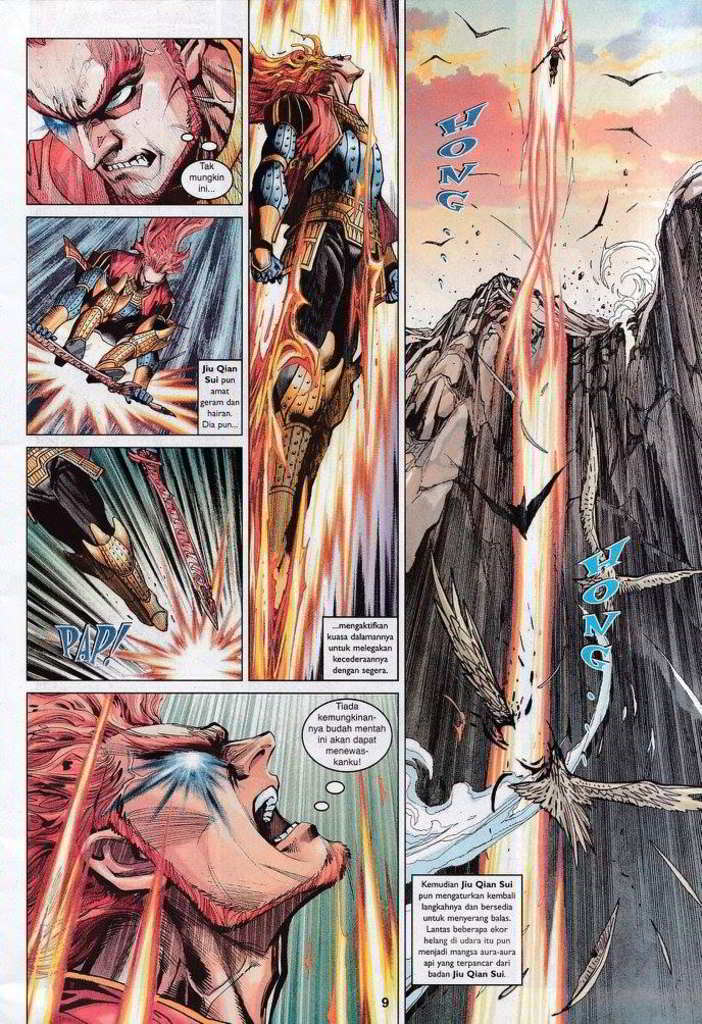 Tak
mungkin
ini...
Jiu Qian
Sui pun
amat
geram dan
hairan.
Dia pun...
PAP!
...mengaktifkan
kuasa dalamannya
untuk melegakan
kecederaannya
dengan segera.
Tiada
kemungkinan-
nya budah mentah
ini akan dapat
menewas-
kanku!
HONG
HONG
Kemudian Jiu Qian Sui
pun mengaturkan kembali
langkahnya dan bersedia
untuk menyerang balas.
Lantas beberapa ekor
helang di udara itu pun
menjadi mangsa aura-aura
api yang terpancar dari
badan Jiu Qian Sui.
9